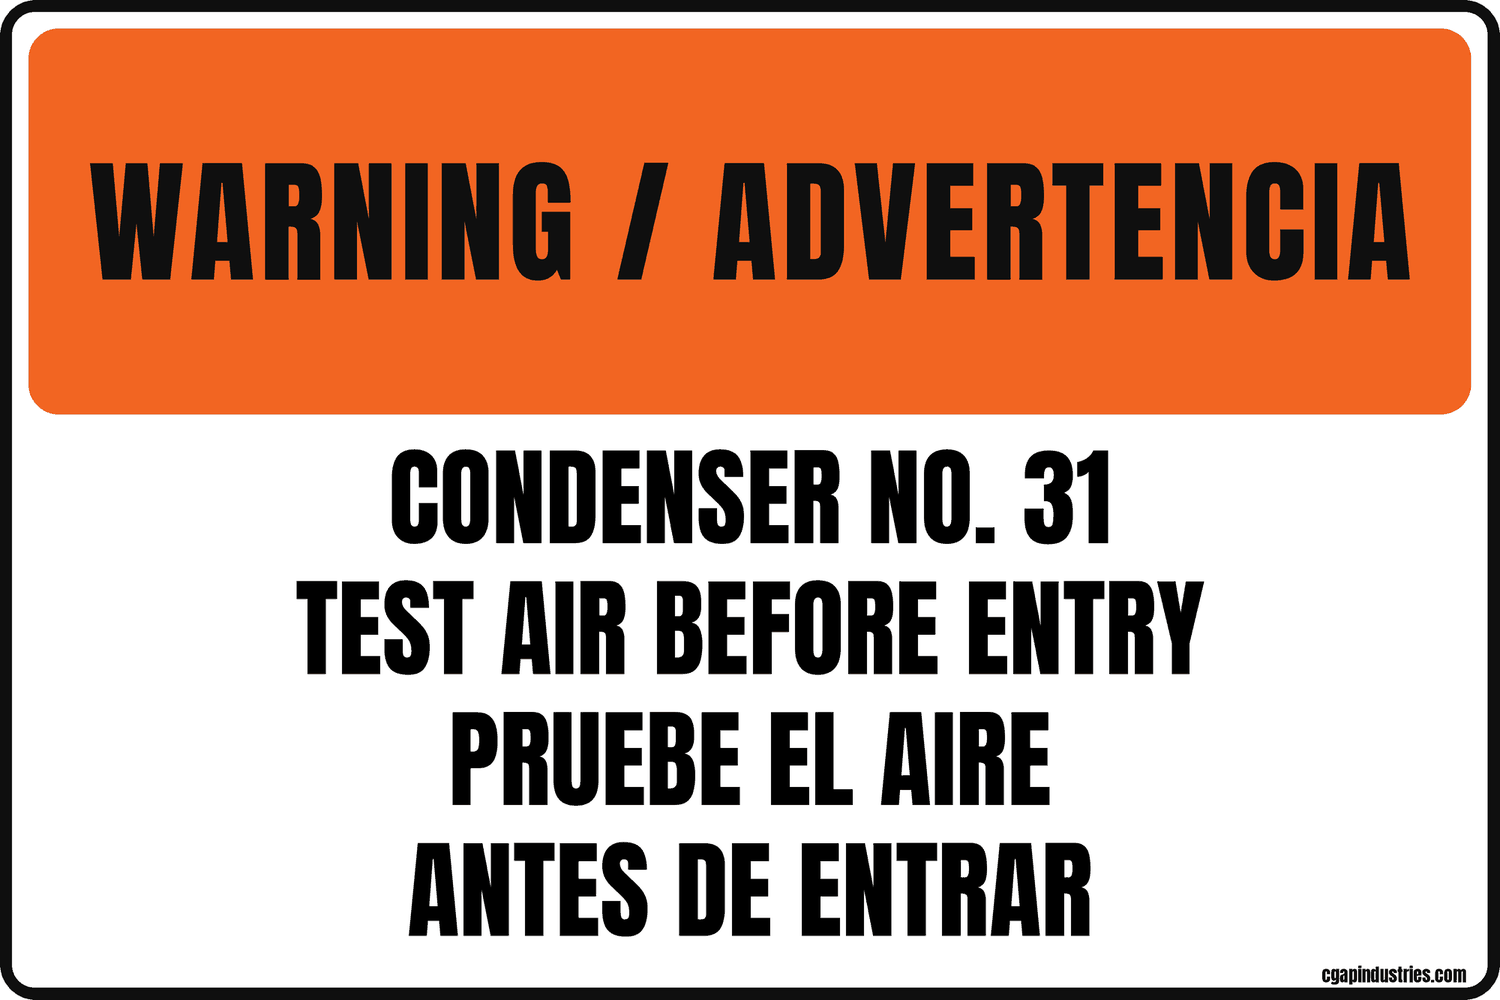 WARNING / ADVERTENCIA
CONDENSER NO. 31
TEST AIR BEFORE ENTRY
PRUEBE EL AIRE
ANTES DE ENTRAR
cgapindustries.com